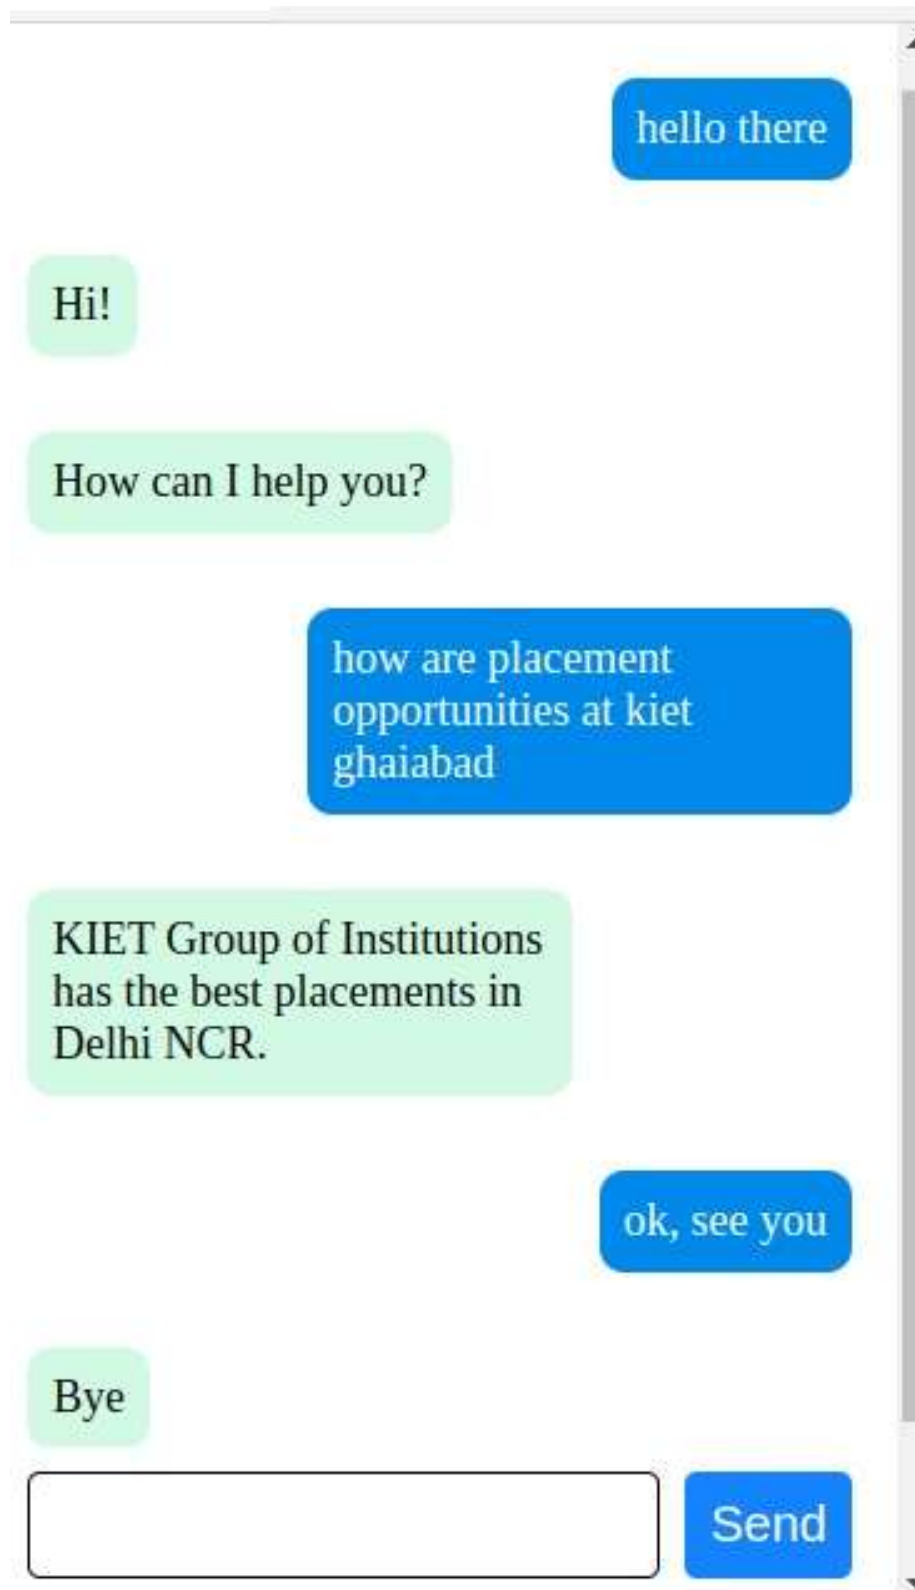 hello there
Hi!
How can I help you?
how are placement
opportunities at kiet
ghaiabad
KIET Group of Institutions
has the best placements in
Delhi NCR.
ok, see you
Bye
Send